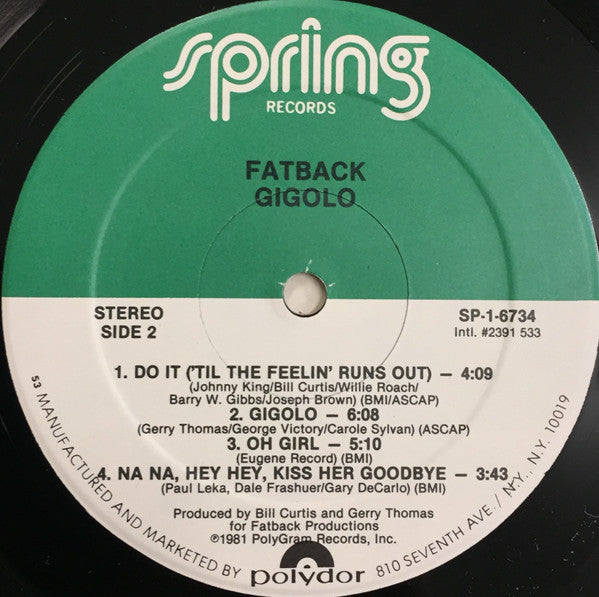 spring
RECORDS
FATBACK
GIGOLO
STEREO
SIDE 2
SP-1-6734
Intl. #2391 533
1. DO IT ('TIL THE FEELIN' RUNS OUT) — 4:09
(Johnny King/Bill Curtis/Willie Roach/
Barry W. Gibbs/Joseph Brown) (BMI/ASCAP)
2. GIGOLO — 6:08
(Gerry Thomas/George Victory/Carole Sylvan) (ASCAP)
3. OH GIRL — 5:10
(Eugene Record) (BMI)
4. NA NA, HEY HEY, KISS HER GOODBYE — 3:43
(Paul Leka, Dale Frashuer/Gary DeCarlo) (BMI)
Produced by Bill Curtis and Gerry Thomas
for Fatback Productions
℗1981 PolyGram Records, Inc.
53 MANUFACTURED AND MARKETED BY polydor 810 SEVENTH AVE. / N.Y., N.Y. 10019